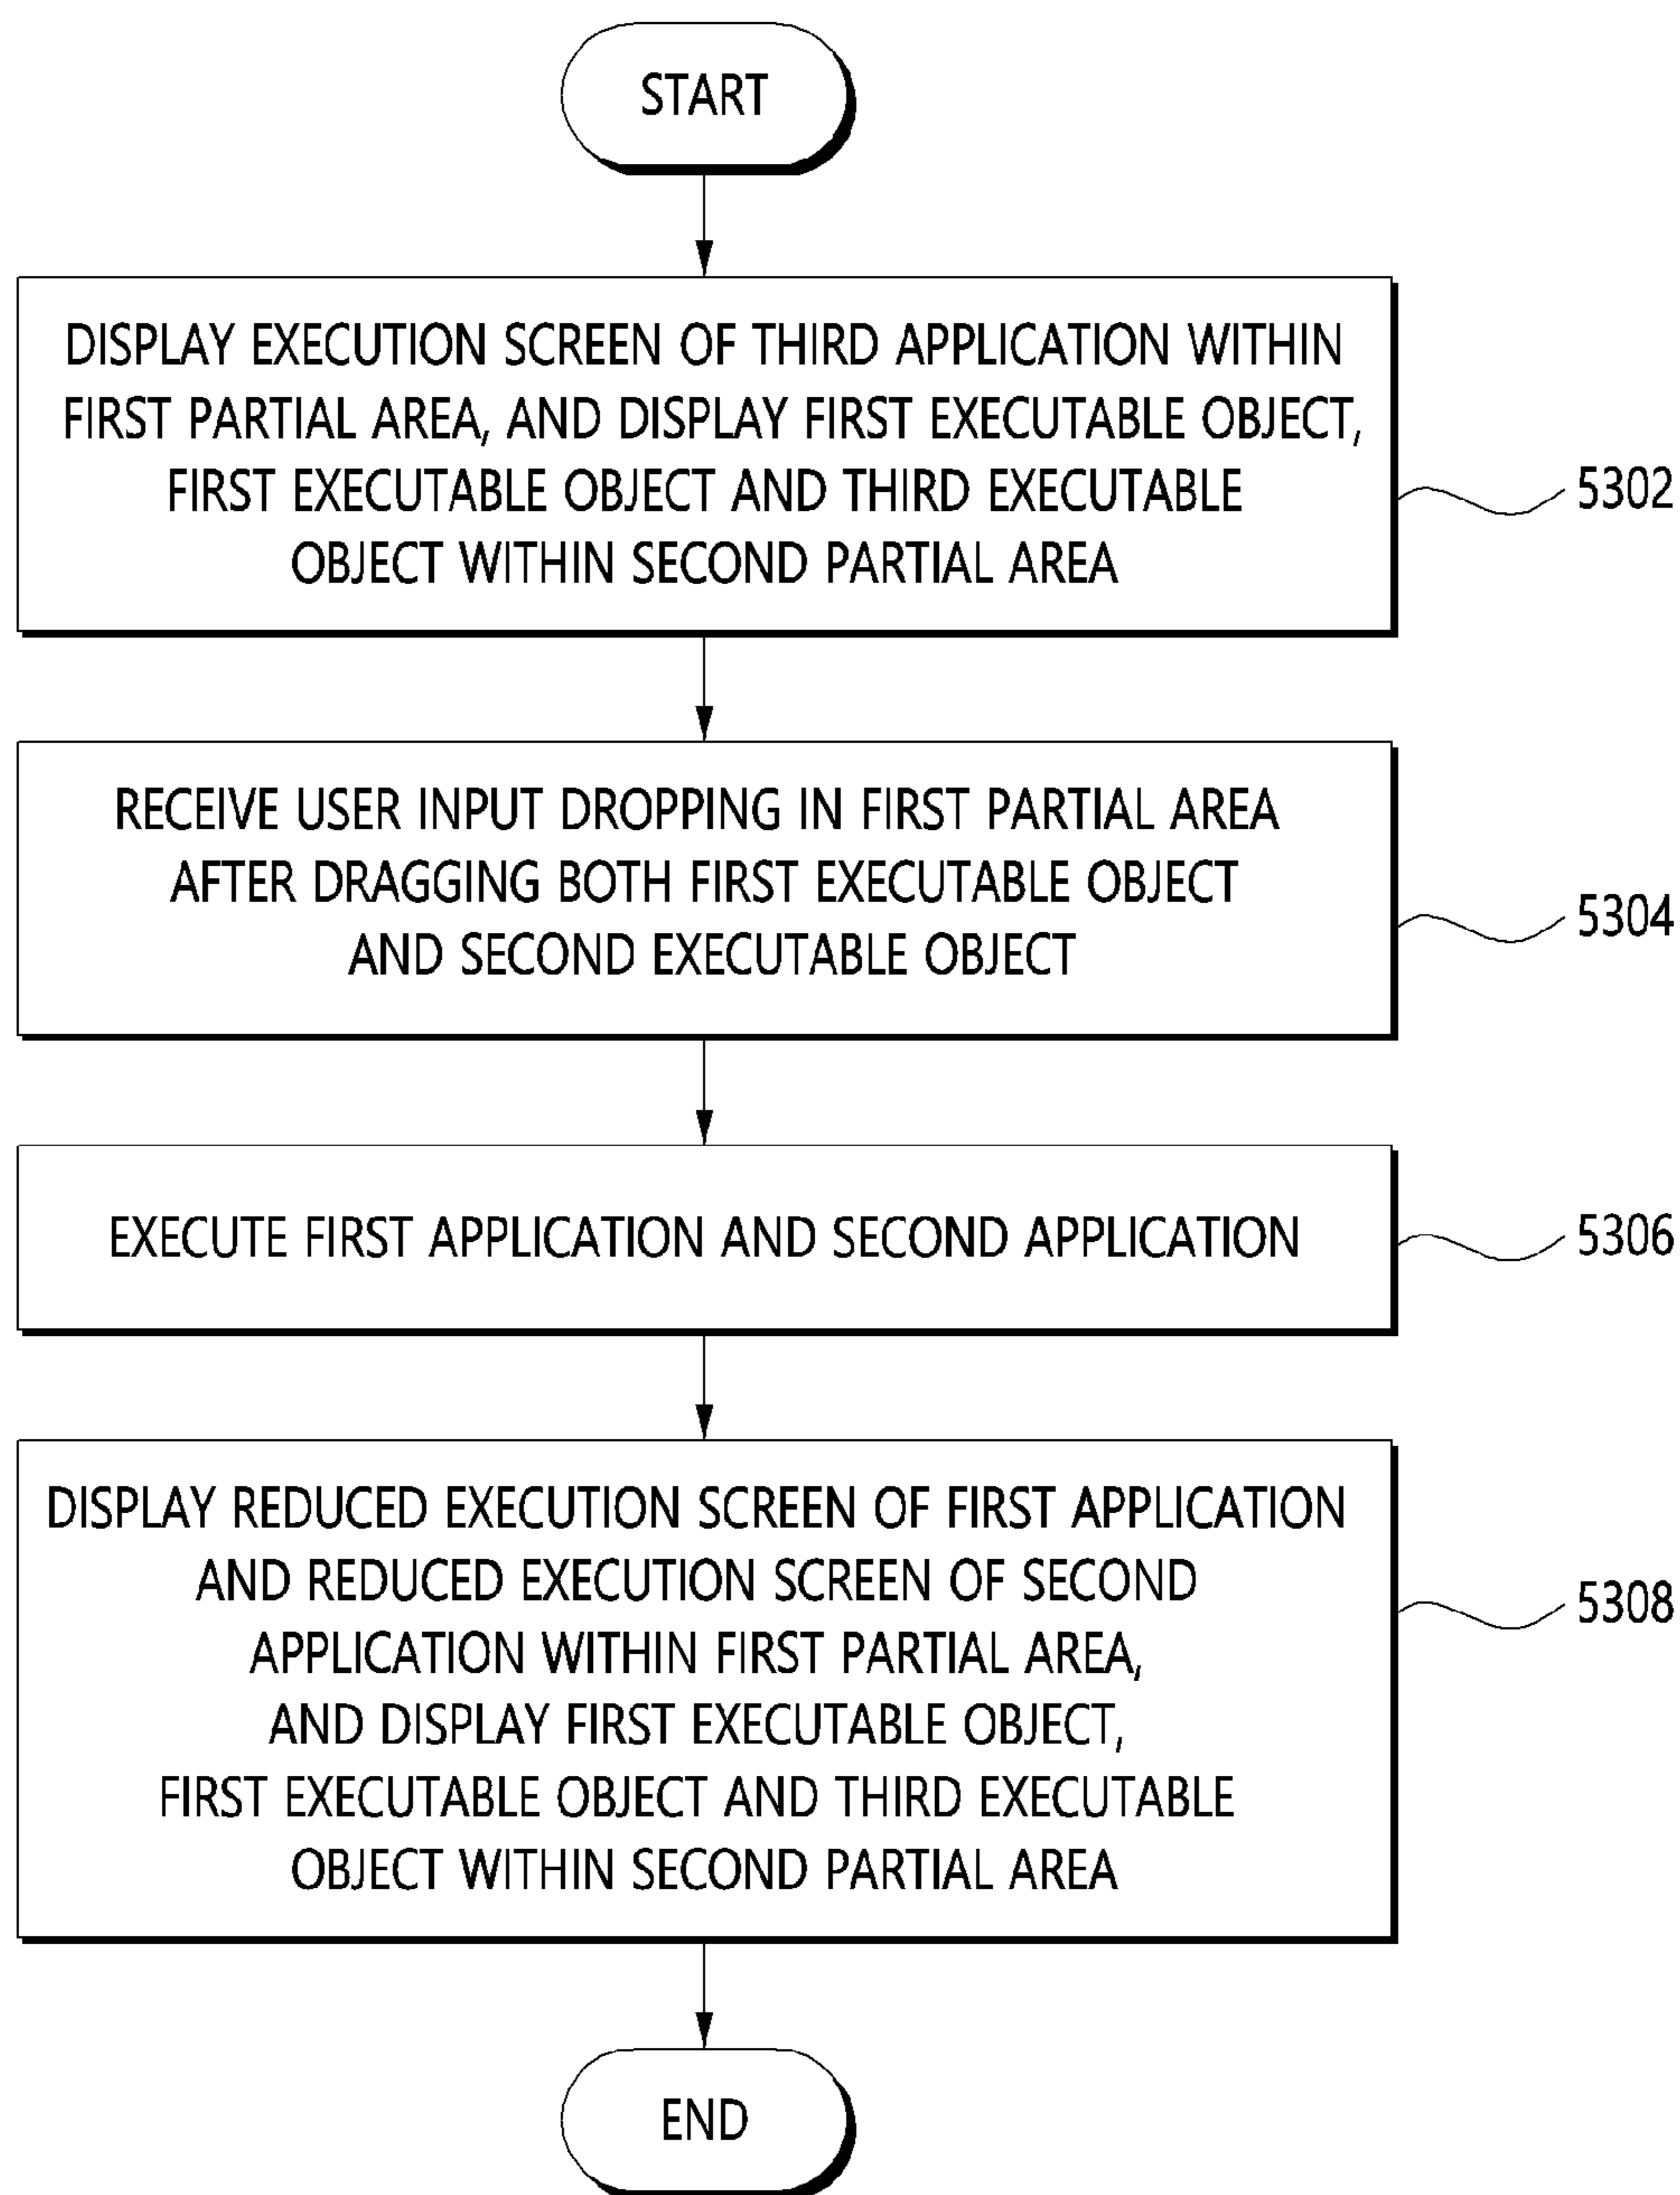 START
DISPLAY EXECUTION SCREEN OF THIRD APPLICATION WITHIN
FIRST PARTIAL AREA, AND DISPLAY FIRST EXECUTABLE OBJECT,
FIRST EXECUTABLE OBJECT AND THIRD EXECUTABLE
OBJECT WITHIN SECOND PARTIAL AREA
5302
RECEIVE USER INPUT DROPPING IN FIRST PARTIAL AREA
AFTER DRAGGING BOTH FIRST EXECUTABLE OBJECT
AND SECOND EXECUTABLE OBJECT
5304
EXECUTE FIRST APPLICATION AND SECOND APPLICATION
5306
DISPLAY REDUCED EXECUTION SCREEN OF FIRST APPLICATION
AND REDUCED EXECUTION SCREEN OF SECOND
APPLICATION WITHIN FIRST PARTIAL AREA,
AND DISPLAY FIRST EXECUTABLE OBJECT,
FIRST EXECUTABLE OBJECT AND THIRD EXECUTABLE
OBJECT WITHIN SECOND PARTIAL AREA
5308
END